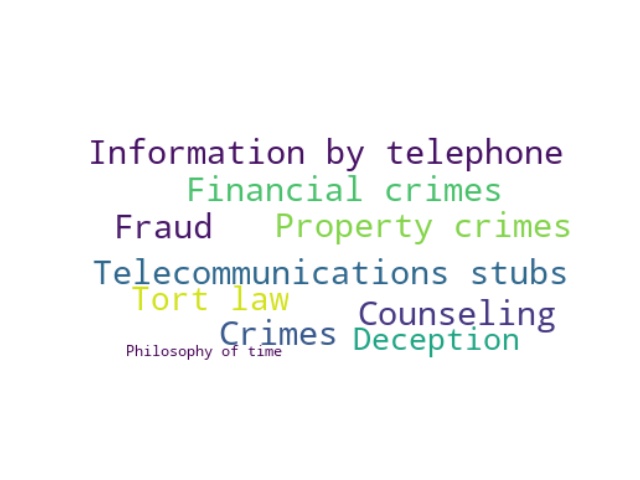 Information by telephone
Financial crimes
Fraud
Property crimes
Telecommunications stubs
Tort law
Counseling
Crimes
Deception
Philosophy of time